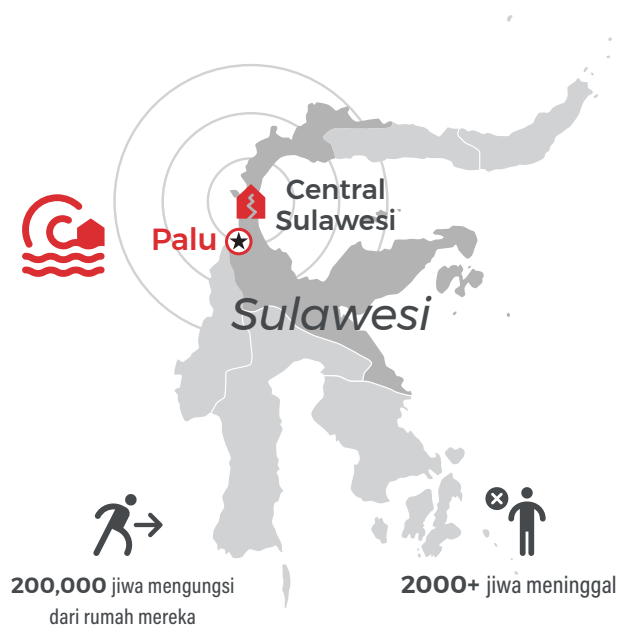 Central
Sulawesi
Palu
Sulawesi
200,000 jiwa mengungsi
dari rumah mereka
2000+ jiwa meninggal